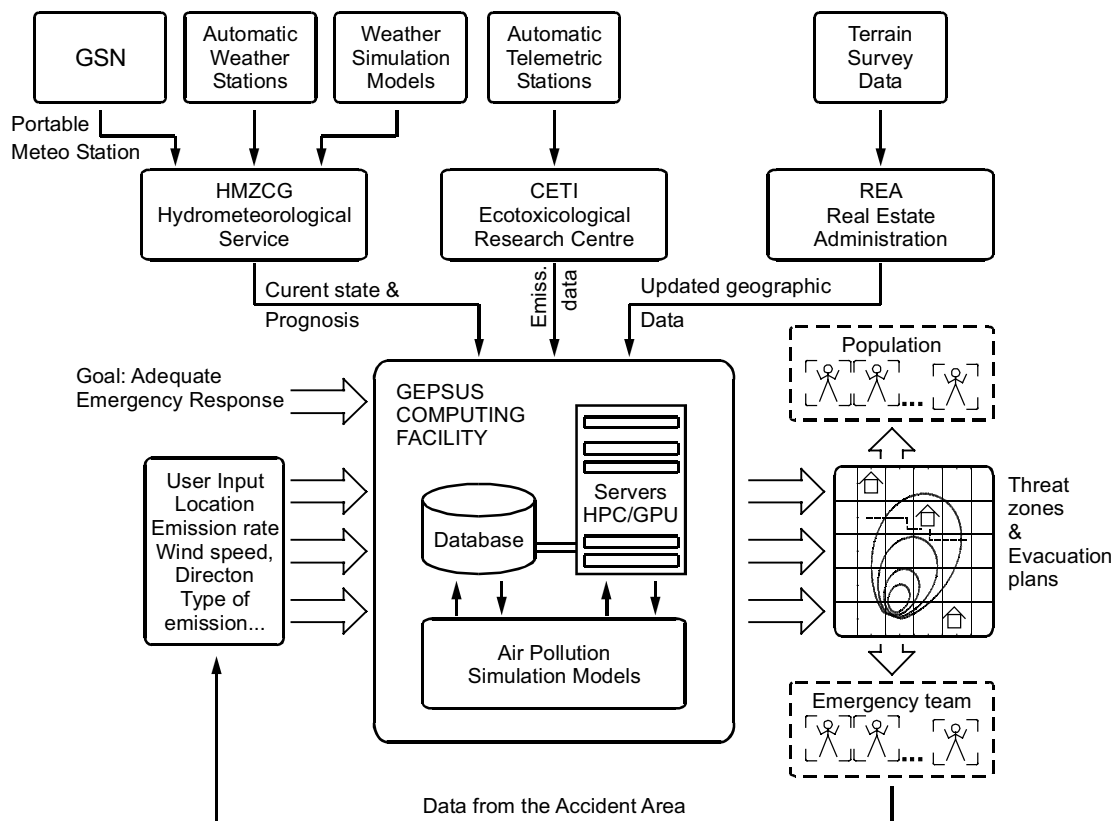 GSN
Automatic
Weather
Stations
Weather
Simulation
Models
Automatic
Telemetric
Stations
Terrain
Survey
Data
Portable
Meteo Station
HMZCG
Hydrometeorological
Service
CETI
Ecotoxicological
Research Centre
REA
Real Estate
Administration
Curent state &
Prognosis
Emiss.
data
Updated geographic
Data
Goal: Adequate
Emergency Response
GEPSUS
COMPUTING
FACILITY
Population
...
User Input
Location
Emission rate
Wind speed,
Directon
Type of
emission...
Database
Servers
HPC/GPU
Threat
zones
&
Evacuation
plans
Air Pollution
Simulation Models
Emergency team
...
Data from the Accident Area